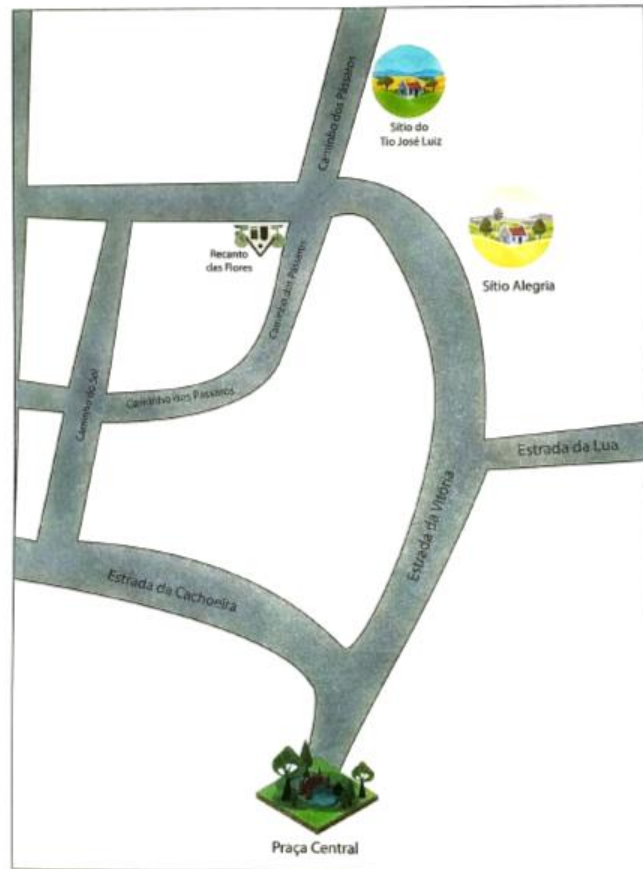 Caminho dos Pássaros
Sítio do
Tio José Luiz
Recanto
das Flores
Caminho dos Pássaros
Sítio Alegria
Caminho do Sol
Caminho dos Pássaros
Estrada da Lua
Estrada da Vitória
Estrada da Cachoeira
Praça Central